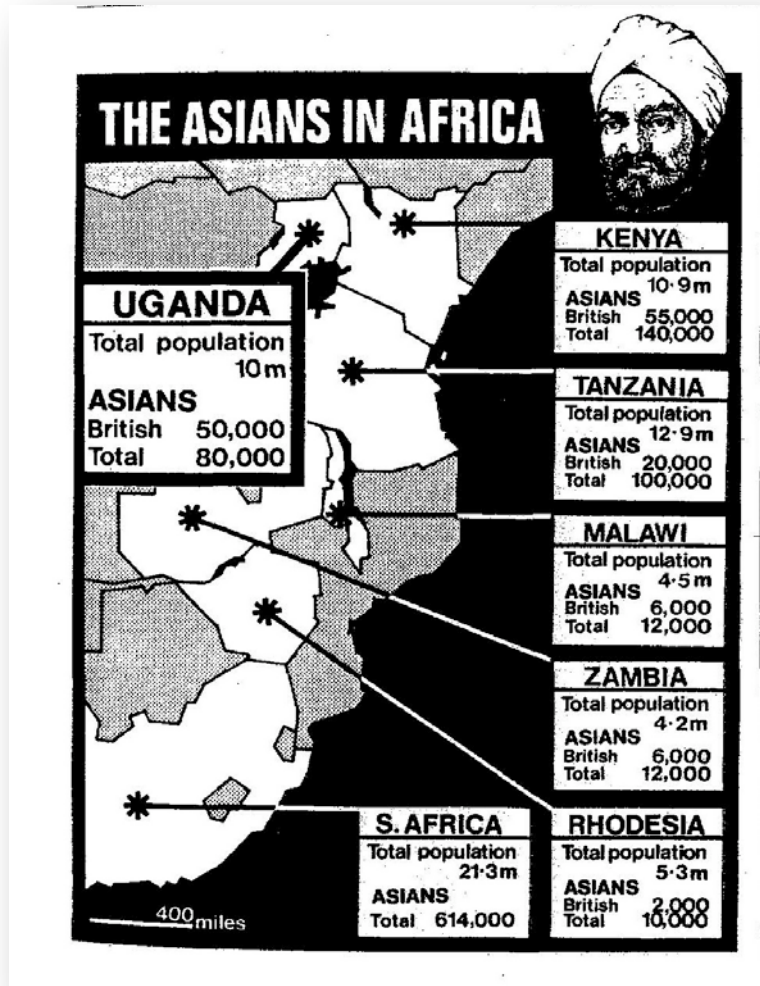 THE ASIANS IN AFRICA
UGANDA
Total population
10m
ASIANS
British 50,000
Total 80,000
KENYA
Total population
10·9m
ASIANS
British 55,000
Total 140,000
TANZANIA
Total population
12·9m
ASIANS
British 20,000
Total 100,000
MALAWI
Total population
4·5m
ASIANS
British 6,000
Total 12,000
ZAMBIA
Total population
4·2m
ASIANS
British 6,000
Total 12,000
S. AFRICA
Total population
21·3m
ASIANS
Total 614,000
RHODESIA
Total population
5·3m
ASIANS
British 2,000
Total 10,000
400 miles